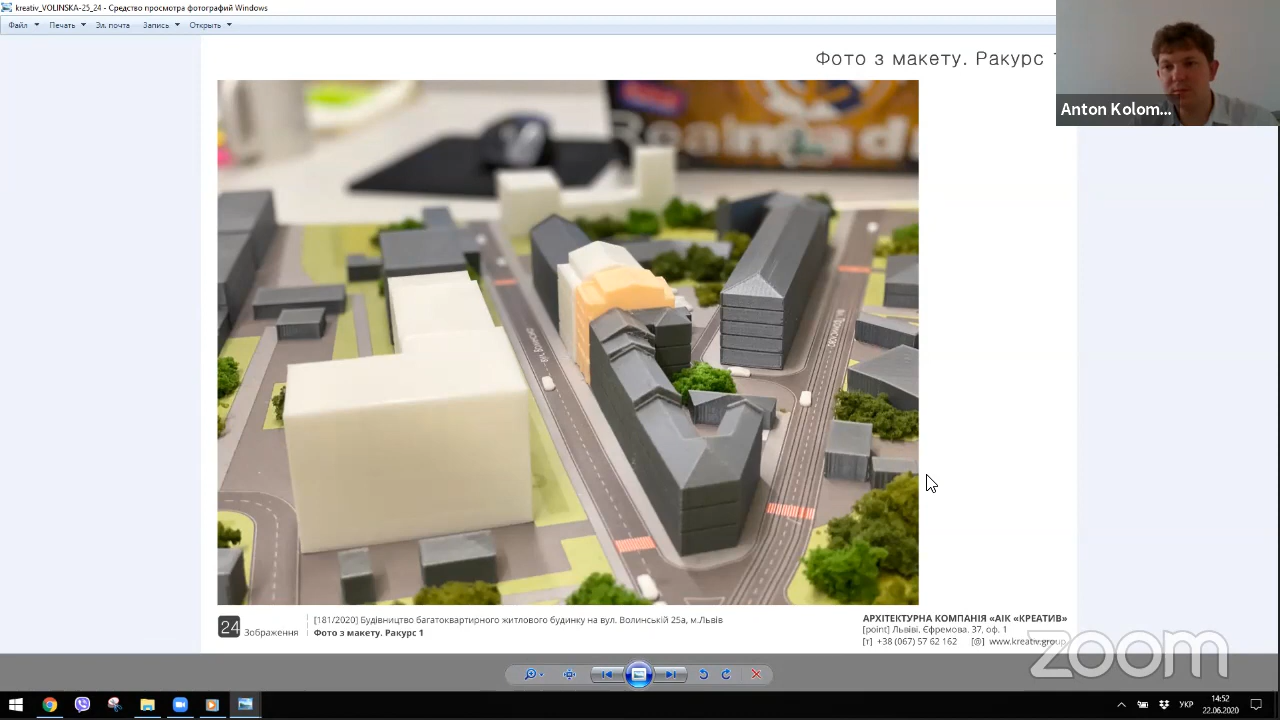 kreativ_VOLINSKA-25_24 - Средство просмотра фотографий Windows
Файл Печать Эл. почта Запись Открыть
Фото з макету. Ракурс
Anton Kolom...
24 Зображення
[181/2020] Будівництво багатоквартирного житлового будинку на вул. Волинській 25а, м.Львів
Фото з макету. Ракурс 1
АРХІТЕКТУРНА КОМПАНІЯ «АІК «КРЕАТИВ»
[point] Львіві, Єфремова, 37, оф. 1
[т] +38 (067) 57 62 162 [@] www.kreativ.group
zoom
УКР
14:52
22.06.2020